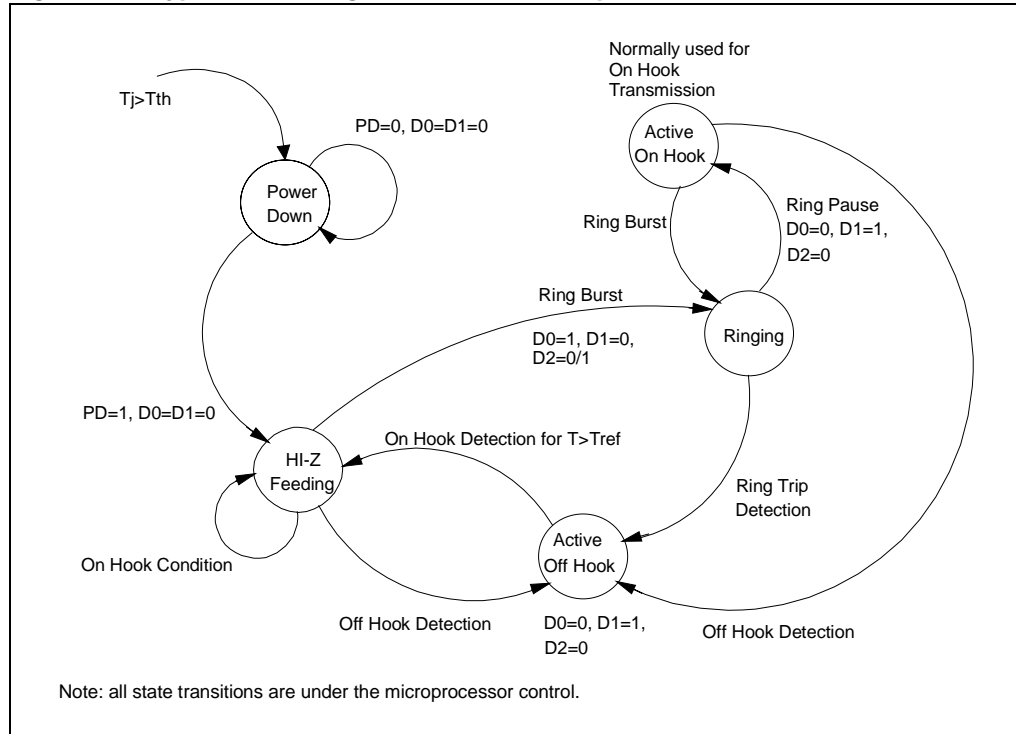 Normally used for
On Hook
Transmission
Tj>Tth
PD=0, D0=D1=0
Active
On Hook
Power
Down
Ring Pause
D0=0, D1=1,
D2=0
Ring Burst
Ring Burst
D0=1, D1=0,
D2=0/1
Ringing
PD=1, D0=D1=0
On Hook Detection for T>Tref
HI-Z
Feeding
Ring Trip
Detection
Active
Off Hook
On Hook Condition
Off Hook Detection
D0=0, D1=1,
D2=0
Off Hook Detection
Note: all state transitions are under the microprocessor control.